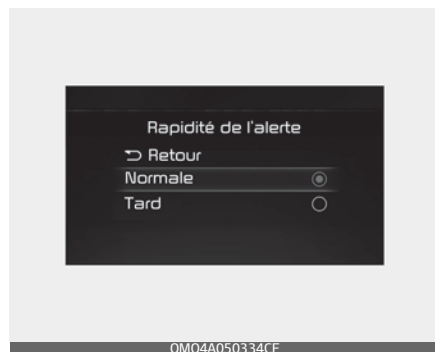 Rapidité de l'alerte
Retour
Normale
Tard
OMQ4A050334CF